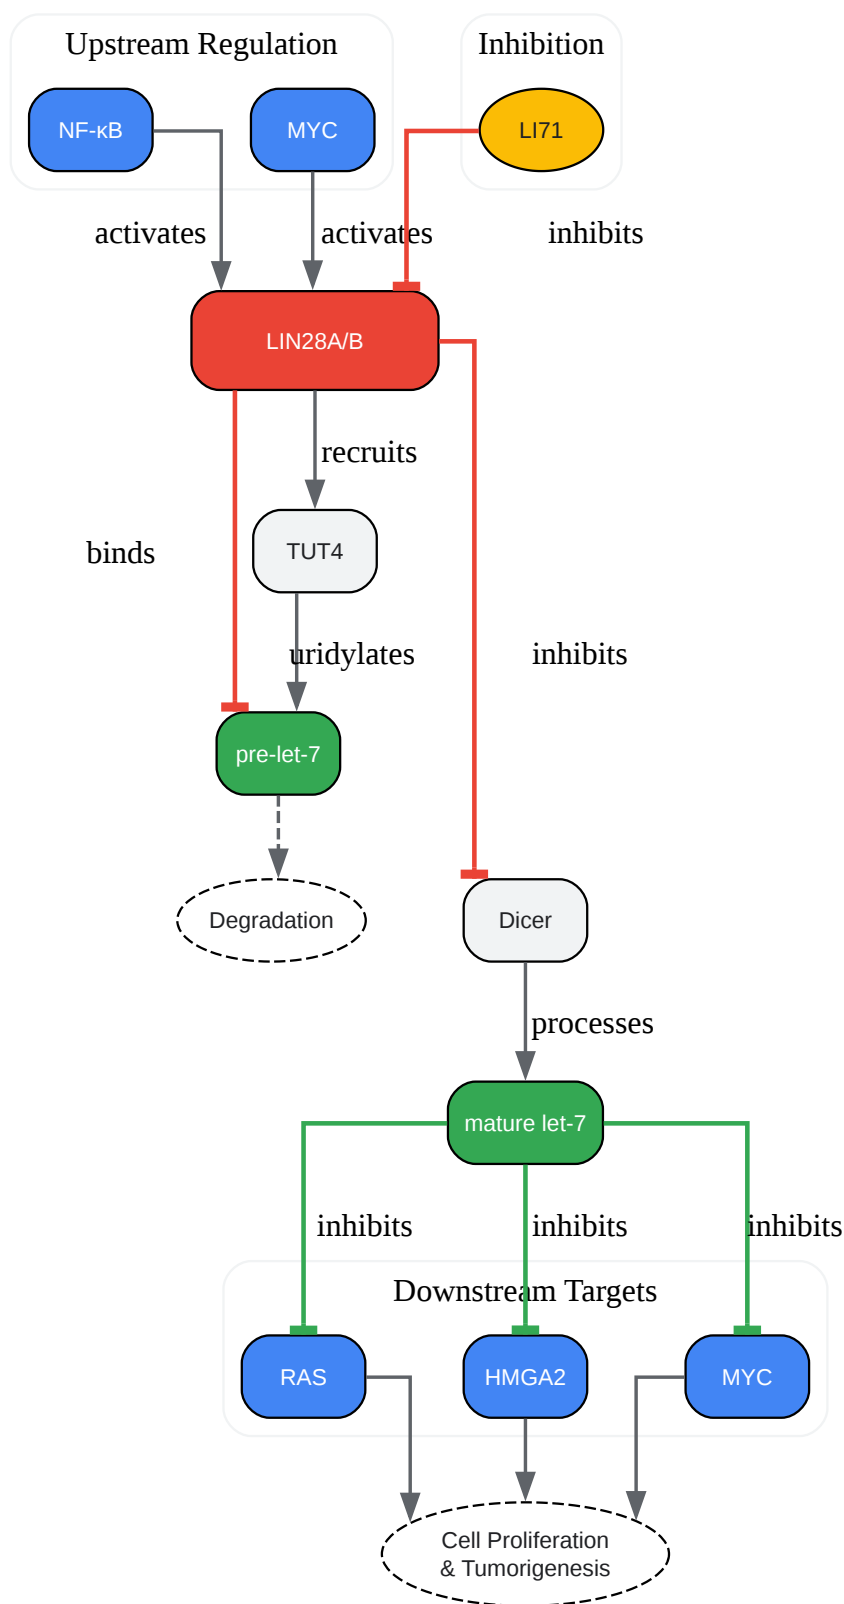 Upstream Regulation
Inhibition
NF-κB
MYC
LI71
activates
activates
inhibits
LIN28A/B
recruits
TUT4
binds
uridylates
inhibits
pre-let-7
Degradation
Dicer
processes
mature let-7
inhibits
inhibits
inhibits
Downstream Targets
RAS
HMGA2
MYC
Cell Proliferation
& Tumorigenesis